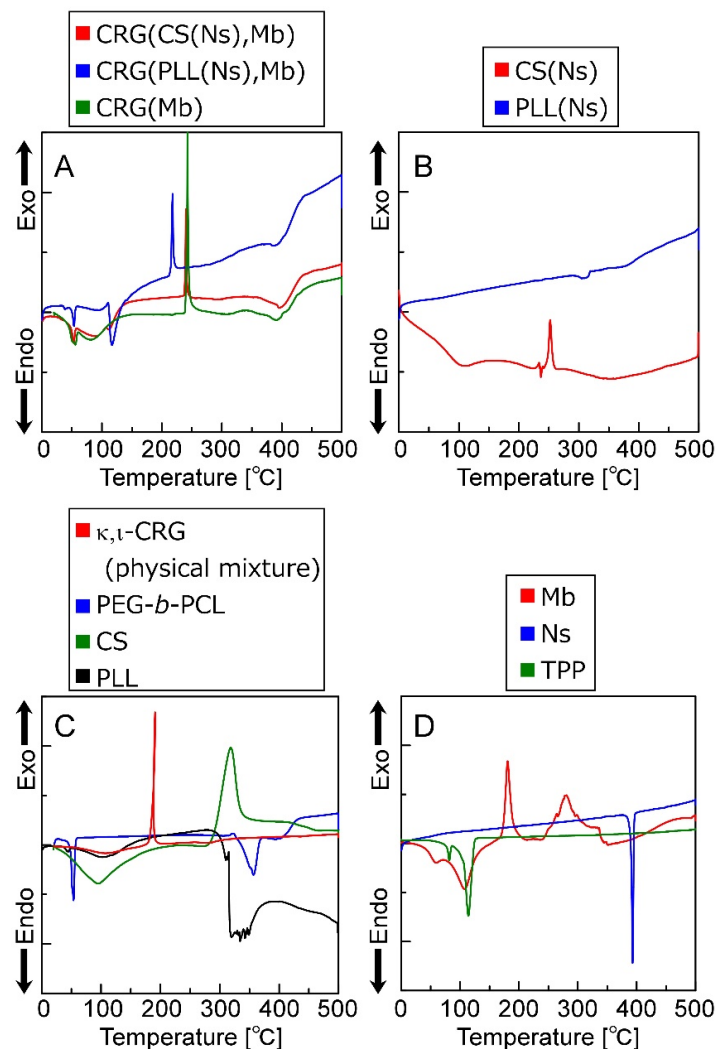 CRG(CS(Ns),Mb)
CRG(PLL(Ns),Mb)
CRG(Mb)
A
Exo
Endo
0 100 200 300 400 500
Temperature [℃]
CS(Ns)
PLL(Ns)
B
Exo
Endo
0 100 200 300 400 500
Temperature [℃]
κ,ι-CRG
(physical mixture)
PEG-b-PCL
CS
PLL
C
Exo
Endo
0 100 200 300 400 500
Temperature [℃]
Mb
Ns
TPP
D
Exo
Endo
0 100 200 300 400 500
Temperature [℃]